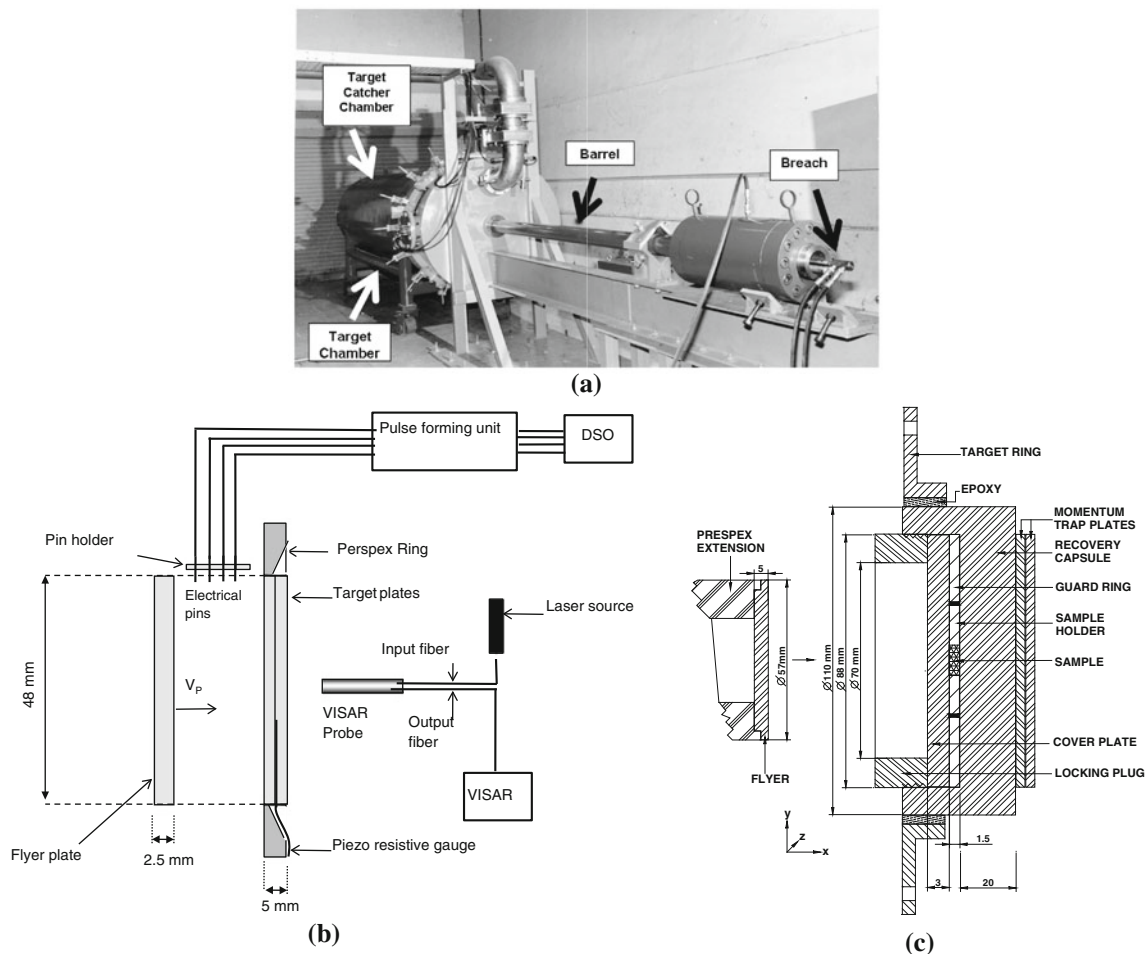 Target
Catcher
Chamber
Barrel
Breach
Target
Chamber
(a)
Pulse forming unit
DSO
Pin holder
Perspex Ring
Electrical
pins
Target plates
Laser source
48 mm
VP
Input fiber
VISAR
Probe
Output
fiber
VISAR
Flyer plate
2.5 mm
Piezo resistive gauge
5 mm
(b)
TARGET RING
EPOXY
MOMENTUM
TRAP PLATES
PRESPEX
EXTENSION
RECOVERY
CAPSULE
5
GUARD RING
SAMPLE
HOLDER
SAMPLE
Ø57mm
Ø110 mm
Ø88 mm
Ø70 mm
COVER PLATE
FLYER
LOCKING PLUG
y
z
x
1.5
3
20
(c)